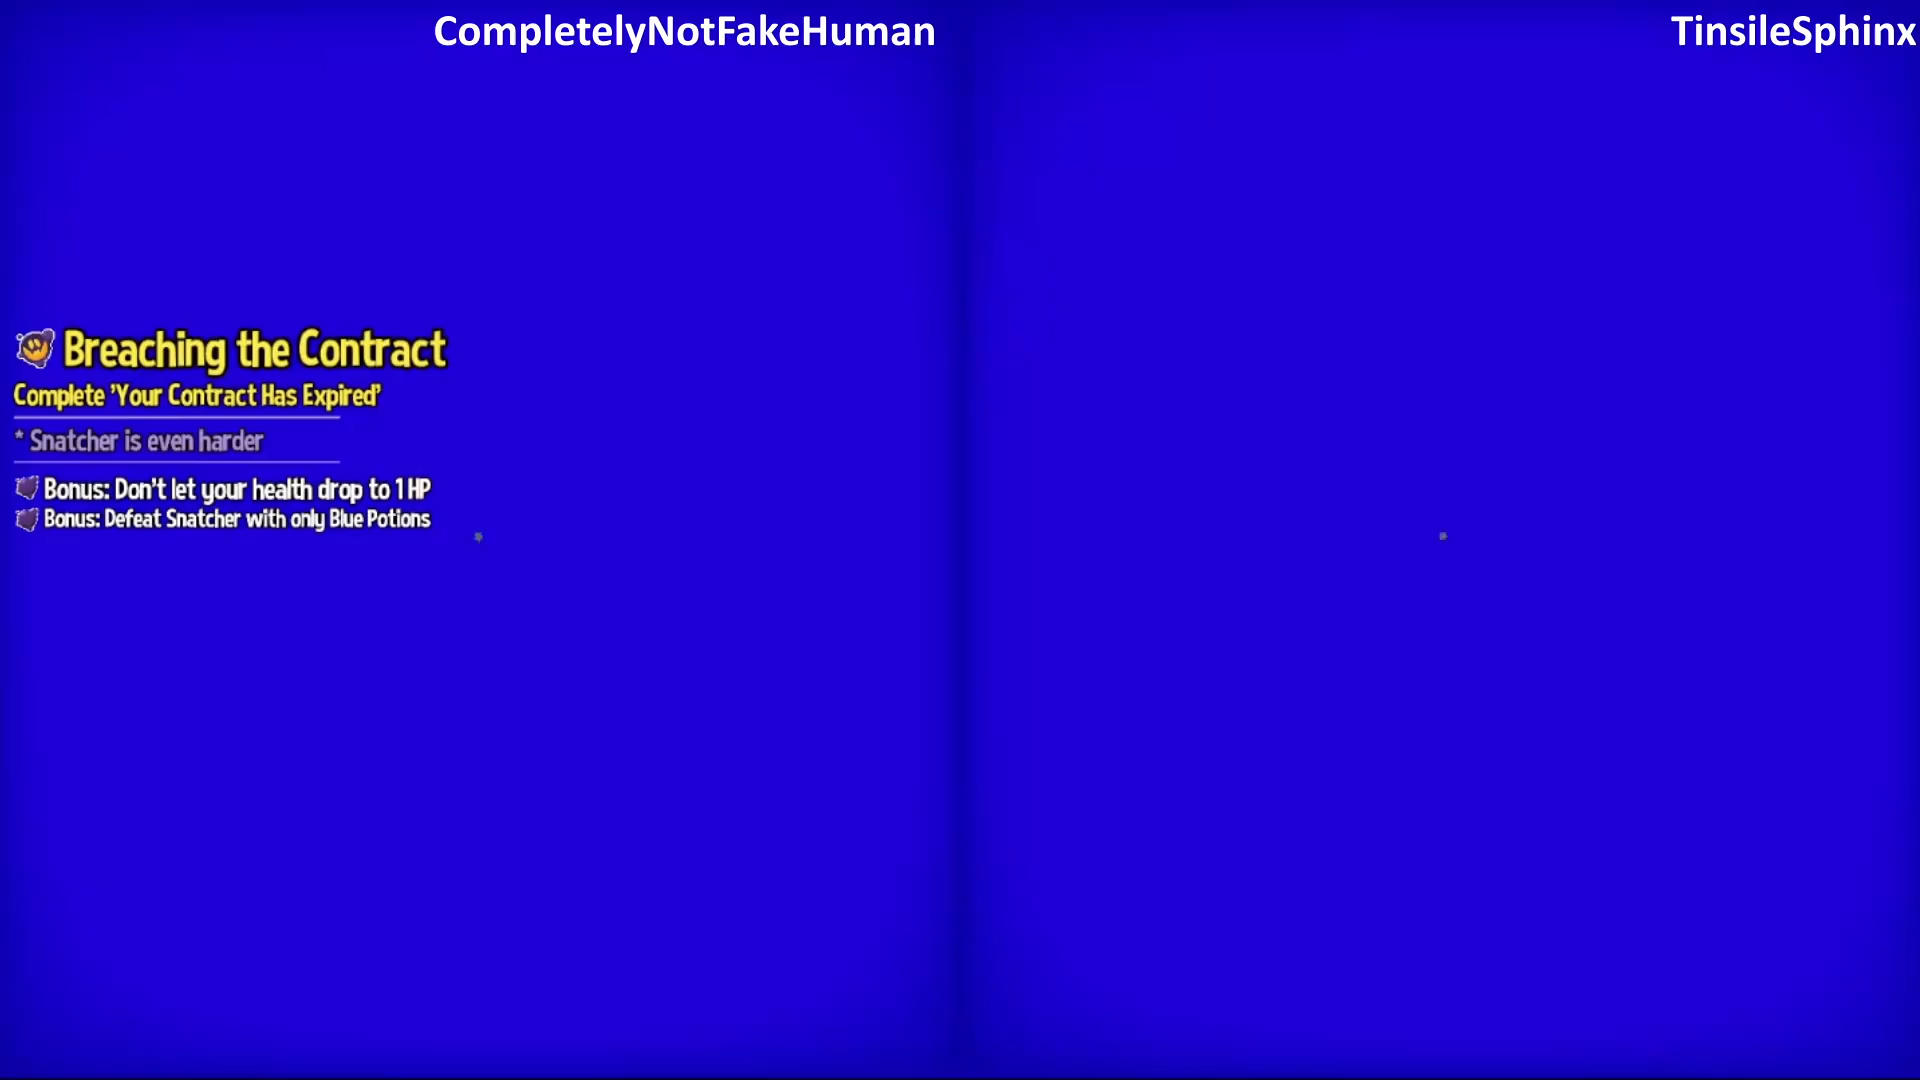 CompletelyNotFakeHuman
TinsileSphinx
Breaching the Contract
Complete 'Your Contract Has Expired'
* Snatcher is even harder
Bonus: Don't let your health drop to 1 HP
Bonus: Defeat Snatcher with only Blue Potions